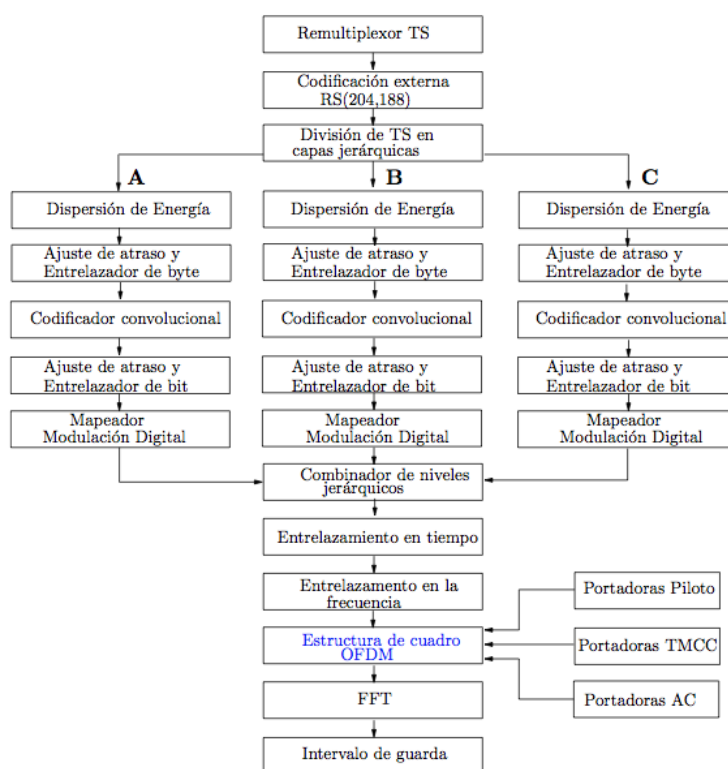 Remultiplexor TS
Codificación externa
RS(204,188)
División de TS en
capas jerárquicas
A
B
C
Dispersión de Energía
Dispersión de Energía
Dispersión de Energía
Ajuste de atraso y
Entrelazador de byte
Ajuste de atraso y
Entrelazador de byte
Ajuste de atraso y
Entrelazador de byte
Codificador convolucional
Codificador convolucional
Codificador convolucional
Ajuste de atraso y
Entrelazador de bit
Ajuste de atraso y
Entrelazador de bit
Ajuste de atraso y
Entrelazador de bit
Mapeador
Modulación Digital
Mapeador
Modulación Digital
Mapeador
Modulación Digital
Combinador de niveles
jerárquicos
Entrelazamiento en tiempo
Entrelazamento en la
frecuencia
Portadoras Piloto
Estructura de cuadro
OFDM
Portadoras TMCC
FFT
Portadoras AC
Intervalo de guarda